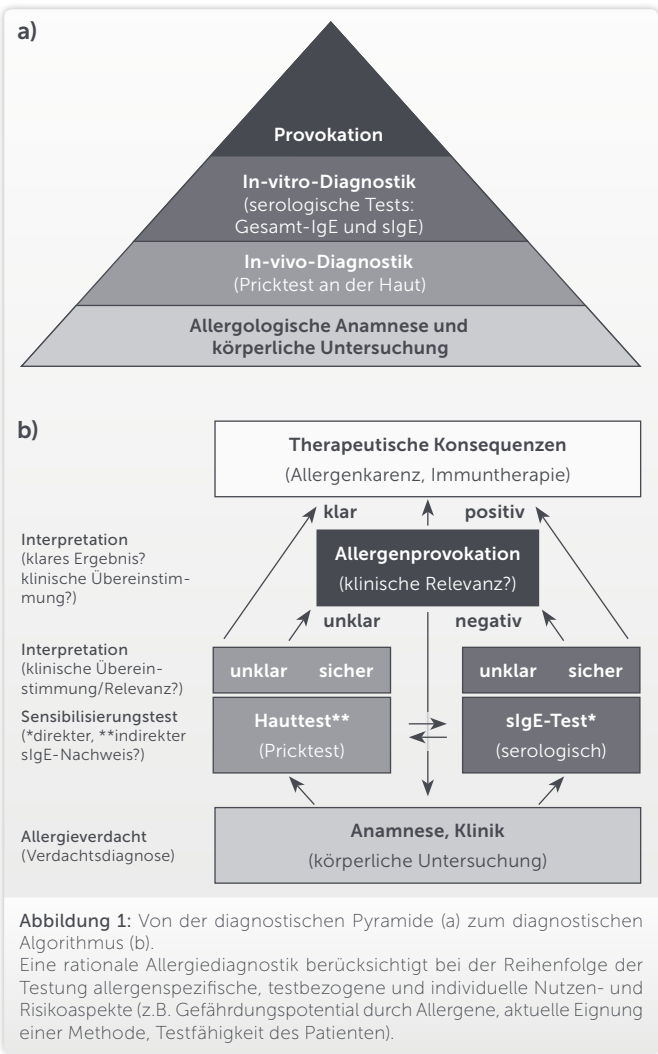 a)
Provokation
In-vitro-Diagnostik
(serologische Tests:
Gesamt-IgE und sIgE)
In-vivo-Diagnostik
(Pricktest an der Haut)
Allergologische Anamnese und
körperliche Untersuchung
b)
Therapeutische Konsequenzen
(Allergenkarenz, Immuntherapie)
klar positiv
Interpretation
(klares Ergebnis?
klinische Übereinstim-
mung?)
Allergenprovokation
(klinische Relevanz?)
unklar negativ
Interpretation
(klinische Überein-
stimmung/Relevanz?)
unklar sicher
unklar sicher
Sensibilisierungstest
(*direkter, **indirekter
sIgE-Nachweis?)
Hauttest**
(Pricktest)
sIgE-Test*
(serologisch)
Allergieverdacht
(Verdachtsdiagnose)
Anamnese, Klinik
(körperliche Untersuchung)
Abbildung 1: Von der diagnostischen Pyramide (a) zum diagnostischen
Algorithmus (b).
Eine rationale Allergiediagnostik berücksichtigt bei der Reihenfolge der
Testung allergenspezifische, testbezogene und individuelle Nutzen- und
Risikoaspekte (z.B. Gefährdungspotential durch Allergene, aktuelle Eignung
einer Methode, Testfähigkeit des Patienten).